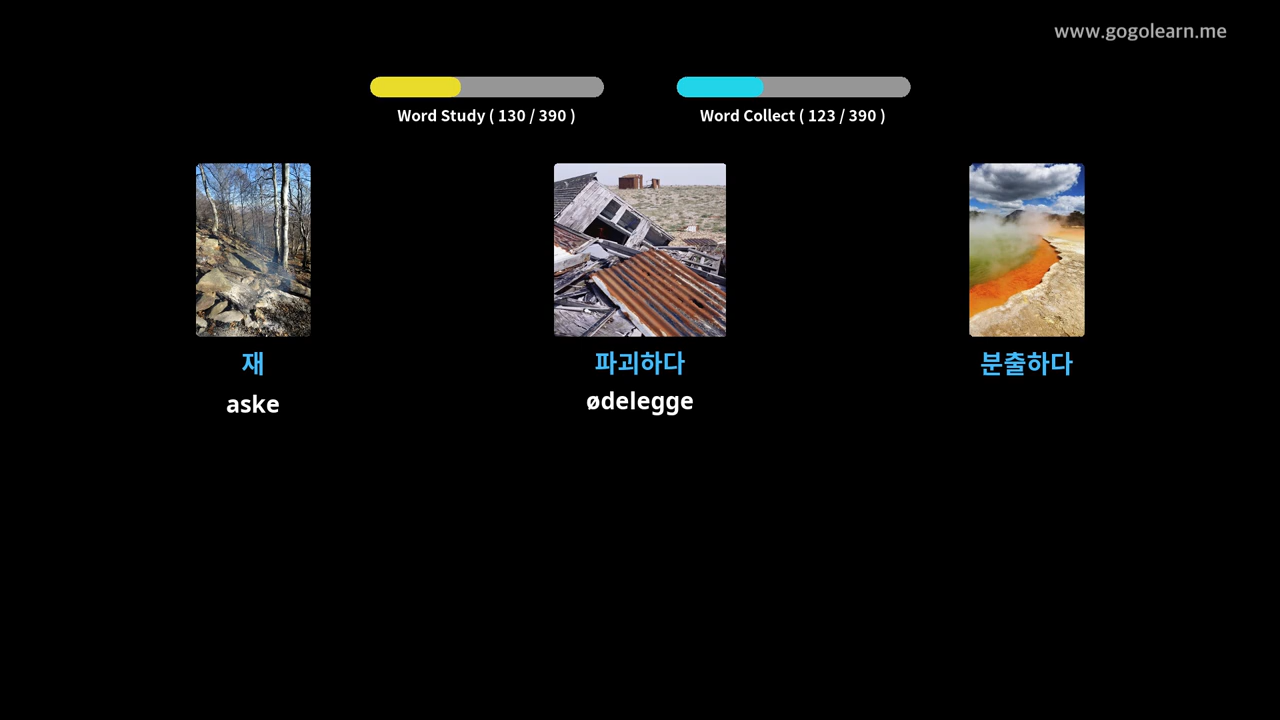 www.gogolearn.me
Word Study ( 130 / 390 )
Word Collect ( 123 / 390 )
재
파괴하다
분출하다
aske
ødelegge